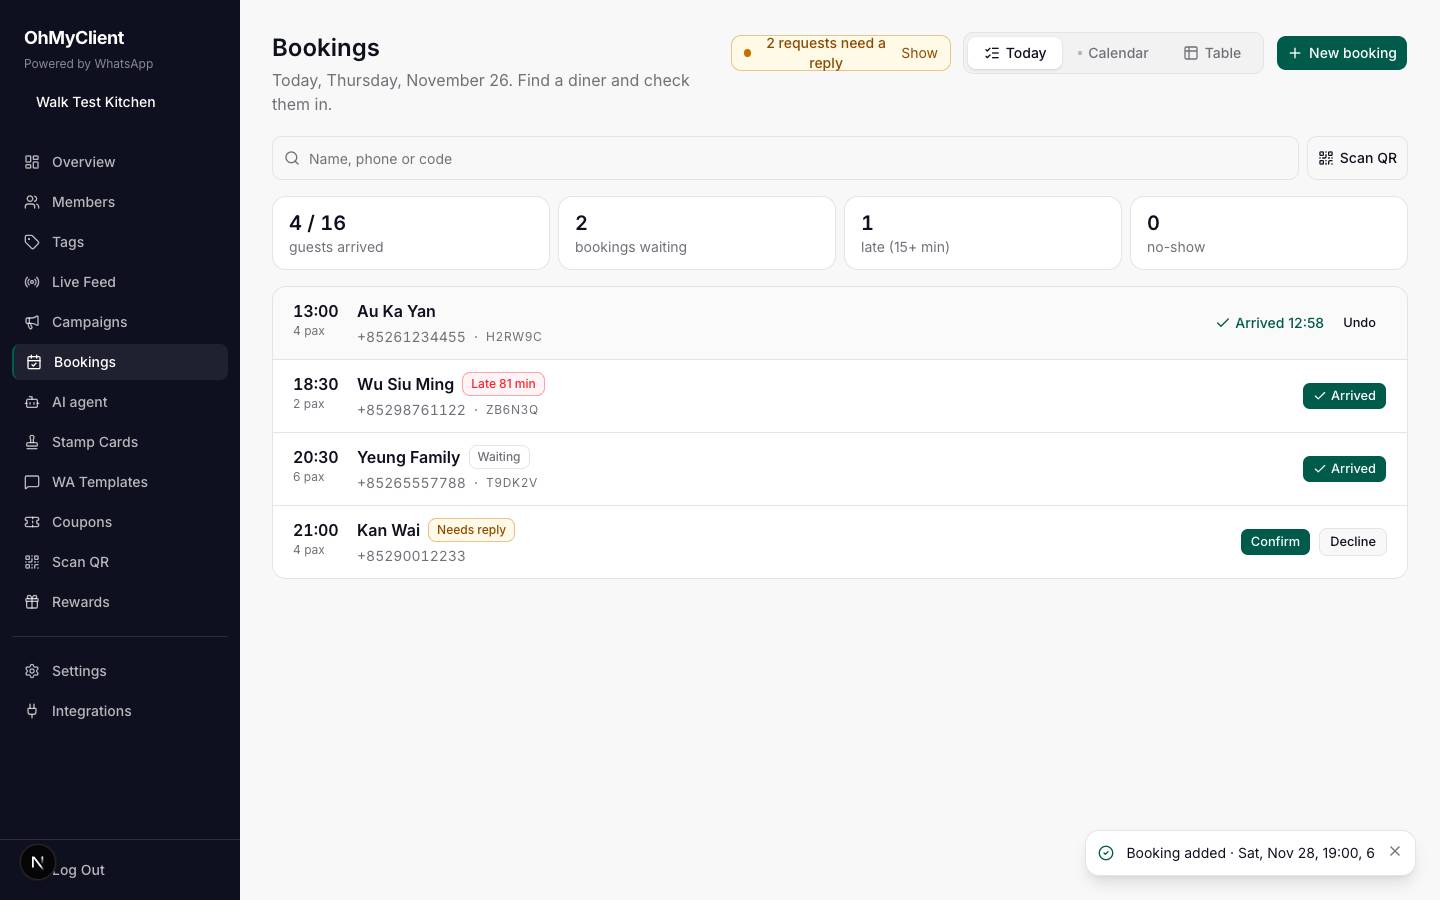 OhMyClient
Powered by WhatsApp
Walk Test Kitchen
Overview
Members
Tags
Live Feed
Campaigns
Bookings
AI agent
Stamp Cards
WA Templates
Coupons
Scan QR
Rewards
Settings
Integrations
N
Log Out
Bookings
Today, Thursday, November 26. Find a diner and check
them in.
2 requests need a
reply
Show
Today
Calendar
Table
New booking
Name, phone or code
Scan QR
4 / 16
guests arrived
2
bookings waiting
1
late (15+ min)
0
no-show
13:00 Au Ka Yan
4 pax +85261234455 · H2RW9C
Arrived 12:58 Undo
18:30 Wu Siu Ming Late 81 min
2 pax +85298761122 · ZB6N3Q
Arrived
20:30 Yeung Family Waiting
6 pax +85265557788 · T9DK2V
Arrived
21:00 Kan Wai Needs reply
4 pax +85290012233
Confirm Decline
Booking added · Sat, Nov 28, 19:00, 6